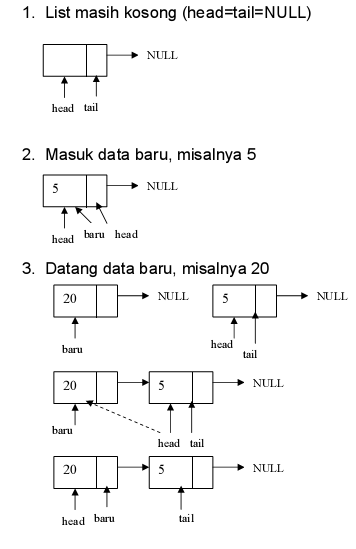 1. List masih kosong (head=tail=NULL)
NULL
head tail
2. Masuk data baru, misalnya 5
5 NULL
head baru head
3. Datang data baru, misalnya 20
20 NULL 5 NULL
baru head tail
20 5 NULL
baru head tail
20 5 NULL
head baru tail